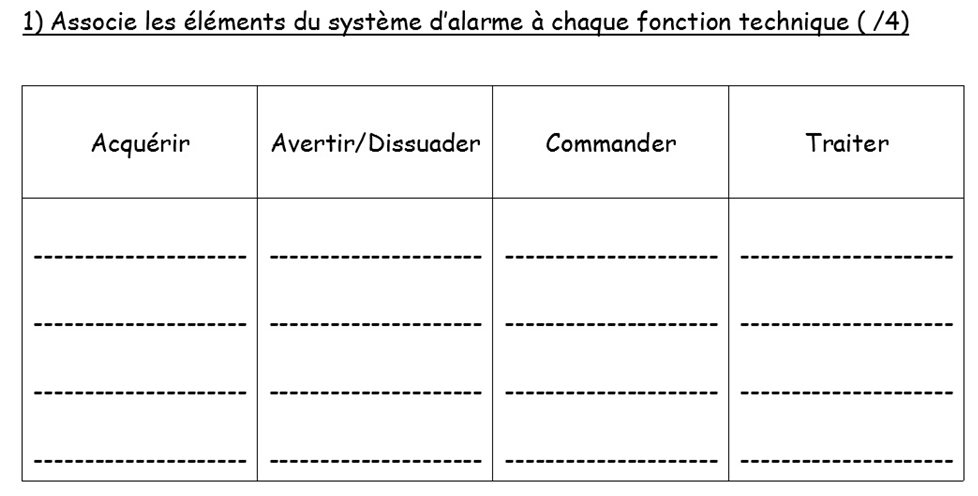 1) Associe les éléments du système d'alarme à chaque fonction technique ( /4)
Acquérir Avertir/Dissuader Commander Traiter